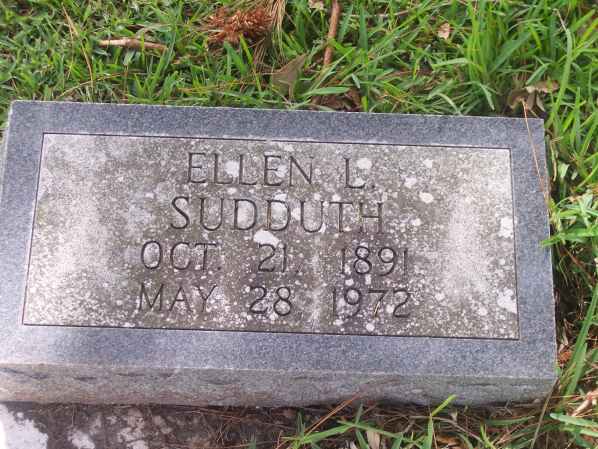 ELLEN L.
SUDDUTH
OCT. 21, 1891
MAY 28 1972